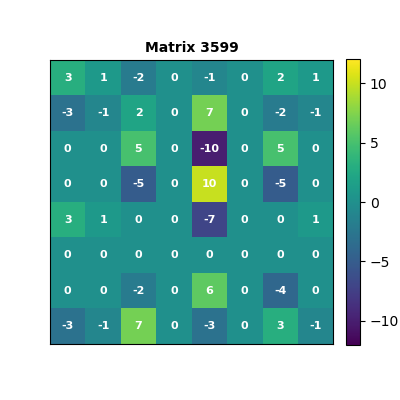 Matrix 3599
3 1 -2 0 -1 0 2 1
-3 -1 2 0 7 0 -2 -1
0 0 5 0 -10 0 5 0
0 0 -5 0 10 0 -5 0
3 1 0 0 -7 0 0 1
0 0 0 0 0 0 0 0
0 0 -2 0 6 0 -4 0
-3 -1 7 0 -3 0 3 -1
10
5
0
−5
−10